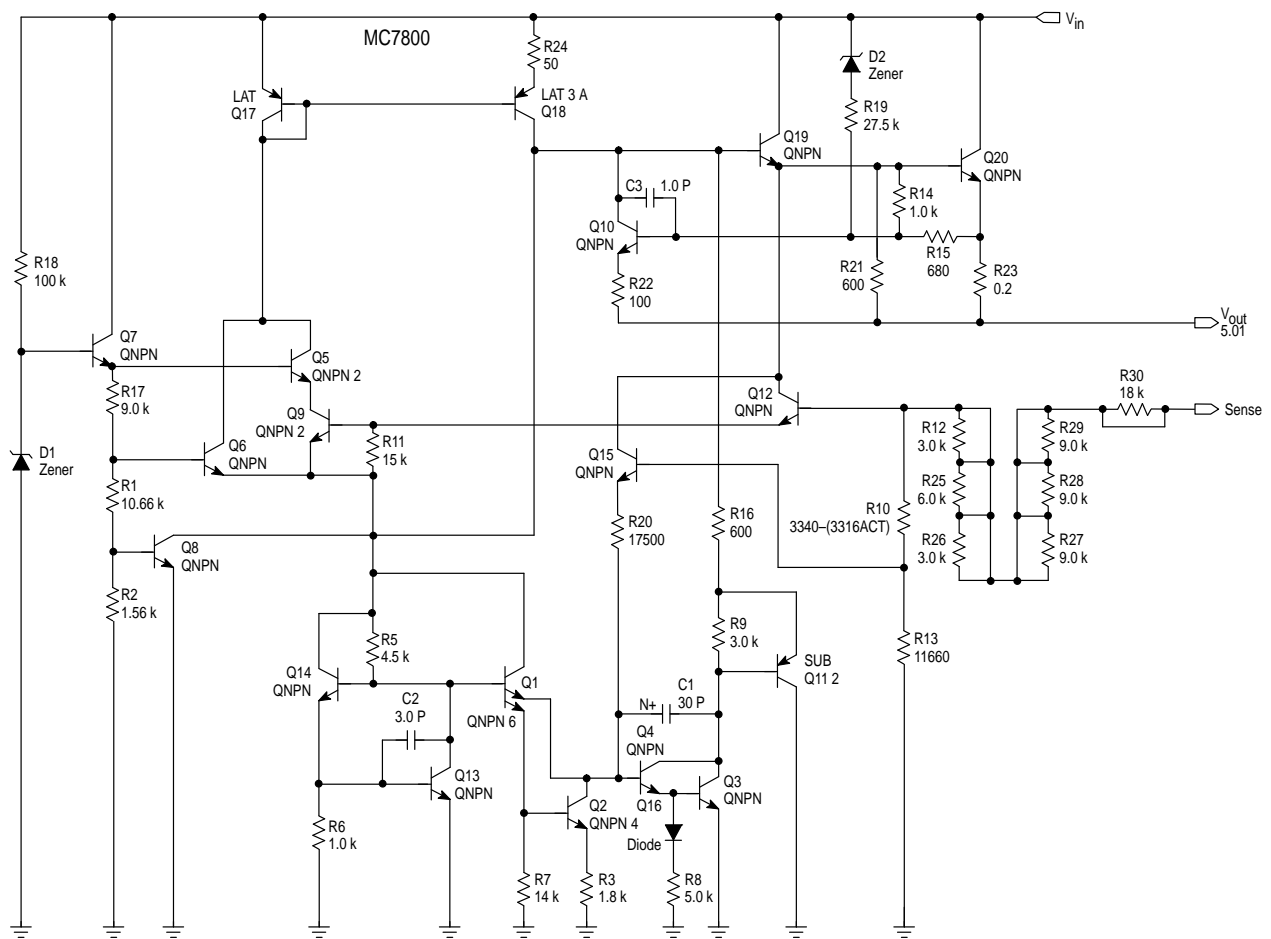 MC7800
Vin
R24
50
D2
Zener
LAT
Q17
LAT 3 A
Q18
R19
27.5 k
Q19
QNPN
Q20
QNPN
C3
1.0 P
R14
1.0 k
Q10
QNPN
R18
100 k
R15
680
R21
600
R23
0.2
R22
100
Vout
5.01
Q7
QNPN
Q5
QNPN 2
R30
18 k
Sense
R17
9.0 k
Q12
QNPN
Q9
QNPN 2
R12
3.0 k
R29
9.0 k
R11
15 k
Q6
QNPN
D1
Zener
Q15
QNPN
R1
10.66 k
R25
6.0 k
R28
9.0 k
R10
3340–(3316ACT)
R20
17500
R16
600
R26
3.0 k
R27
9.0 k
Q8
QNPN
R2
1.56 k
R9
3.0 k
R13
11660
R5
4.5 k
SUB
Q11 2
Q14
QNPN
Q1
QNPN 6
C1
30 P
N+
C2
3.0 P
Q4
QNPN
Q13
QNPN
Q3
QNPN
Q16
Q2
QNPN 4
R6
1.0 k
Diode
R7
14 k
R3
1.8 k
R8
5.0 k